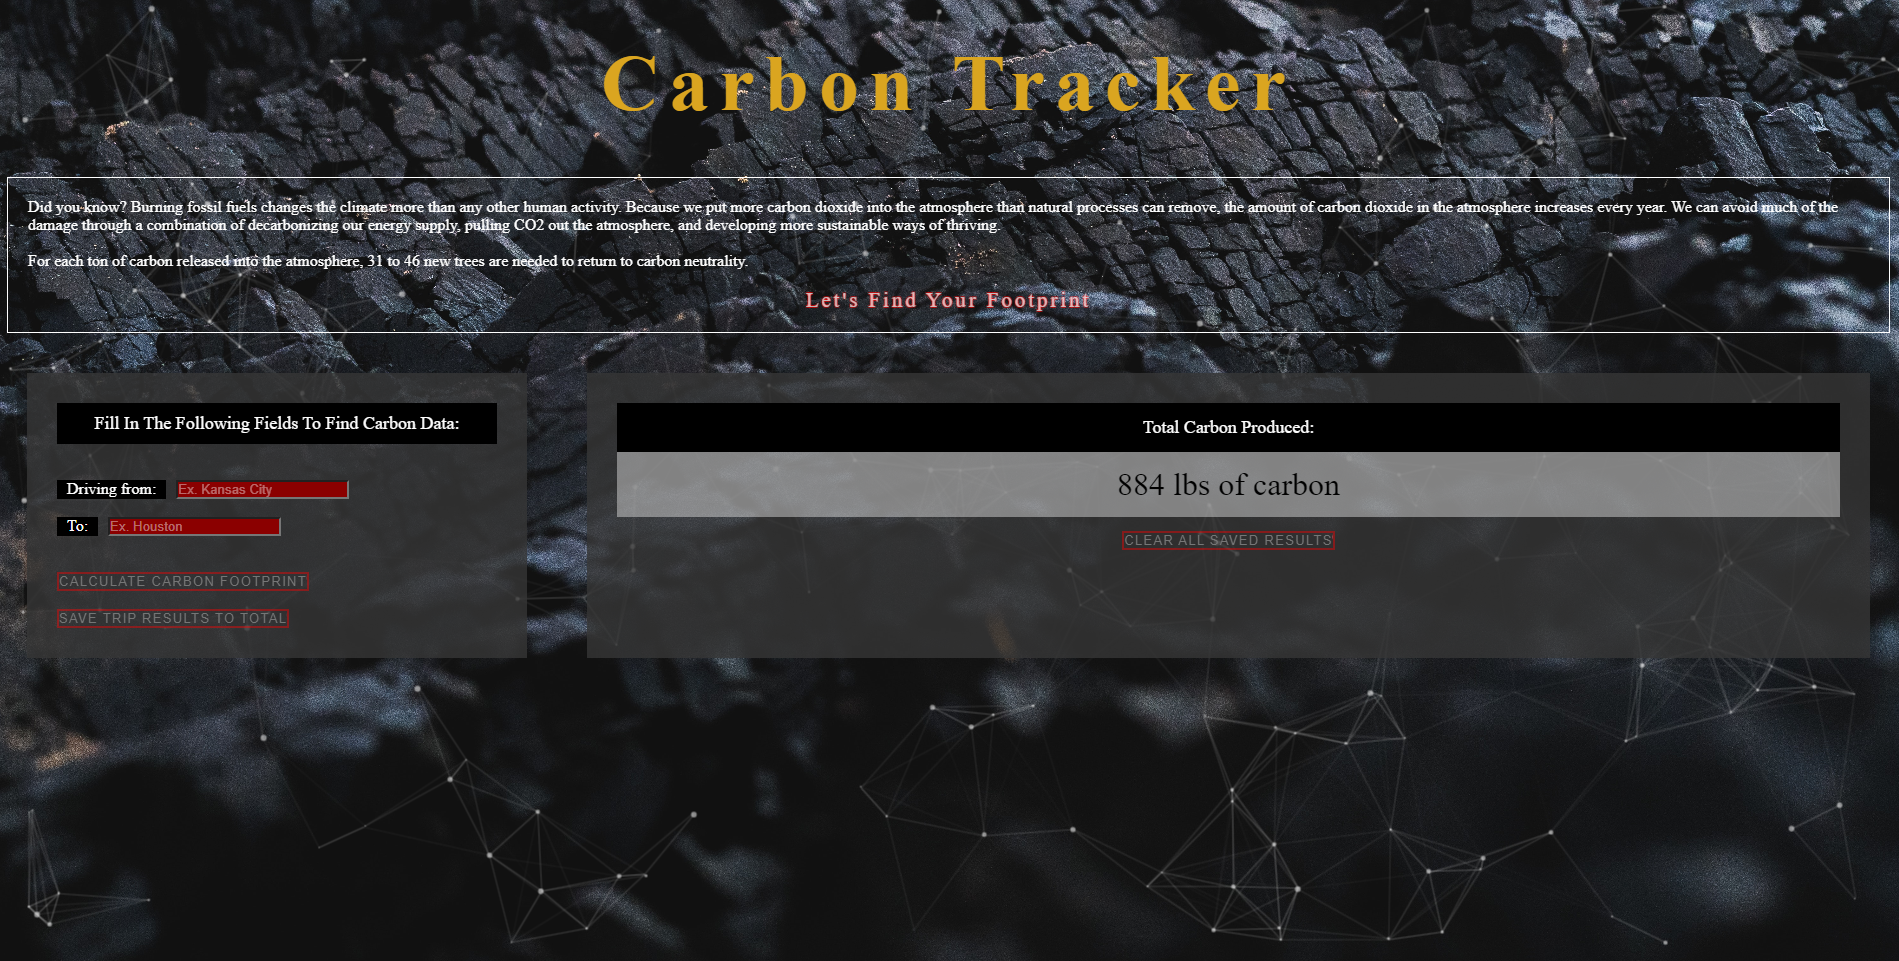 Carbon Tracker
Did you know? Burning fossil fuels changes the climate more than any other human activity. Because we put more carbon dioxide into the atmosphere than natural processes can remove, the amount of carbon dioxide in the atmosphere increases every year. We can avoid much of the
damage through a combination of decarbonizing our energy supply, pulling CO2 out the atmosphere, and developing more sustainable ways of thriving.
For each ton of carbon released into the atmosphere, 31 to 46 new trees are needed to return to carbon neutrality.
Let's Find Your Footprint
Fill In The Following Fields To Find Carbon Data:
Driving from: Ex. Kansas City
To: Ex. Houston
CALCULATE CARBON FOOTPRINT
SAVE TRIP RESULTS TO TOTAL
Total Carbon Produced:
884 lbs of carbon
CLEAR ALL SAVED RESULTS